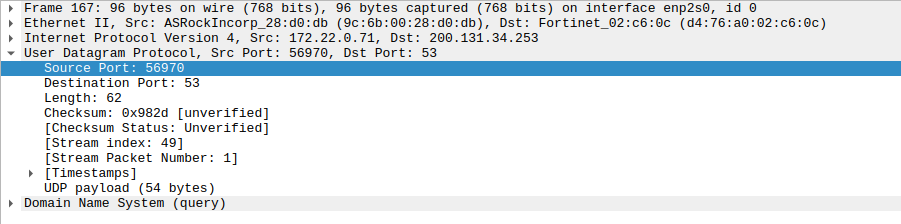 Frame 167: 96 bytes on wire (768 bits), 96 bytes captured (768 bits) on interface enp2s0, id 0
Ethernet II, Src: ASRockIncorp_28:d0:db (9c:6b:00:28:d0:db), Dst: Fortinet_02:c6:0c (d4:76:a0:02:c6:0c)
Internet Protocol Version 4, Src: 172.22.0.71, Dst: 200.131.34.253
User Datagram Protocol, Src Port: 56970, Dst Port: 53
Source Port: 56970
Destination Port: 53
Length: 62
Checksum: 0x982d [unverified]
[Checksum Status: Unverified]
[Stream index: 49]
[Stream Packet Number: 1]
[Timestamps]
UDP payload (54 bytes)
Domain Name System (query)